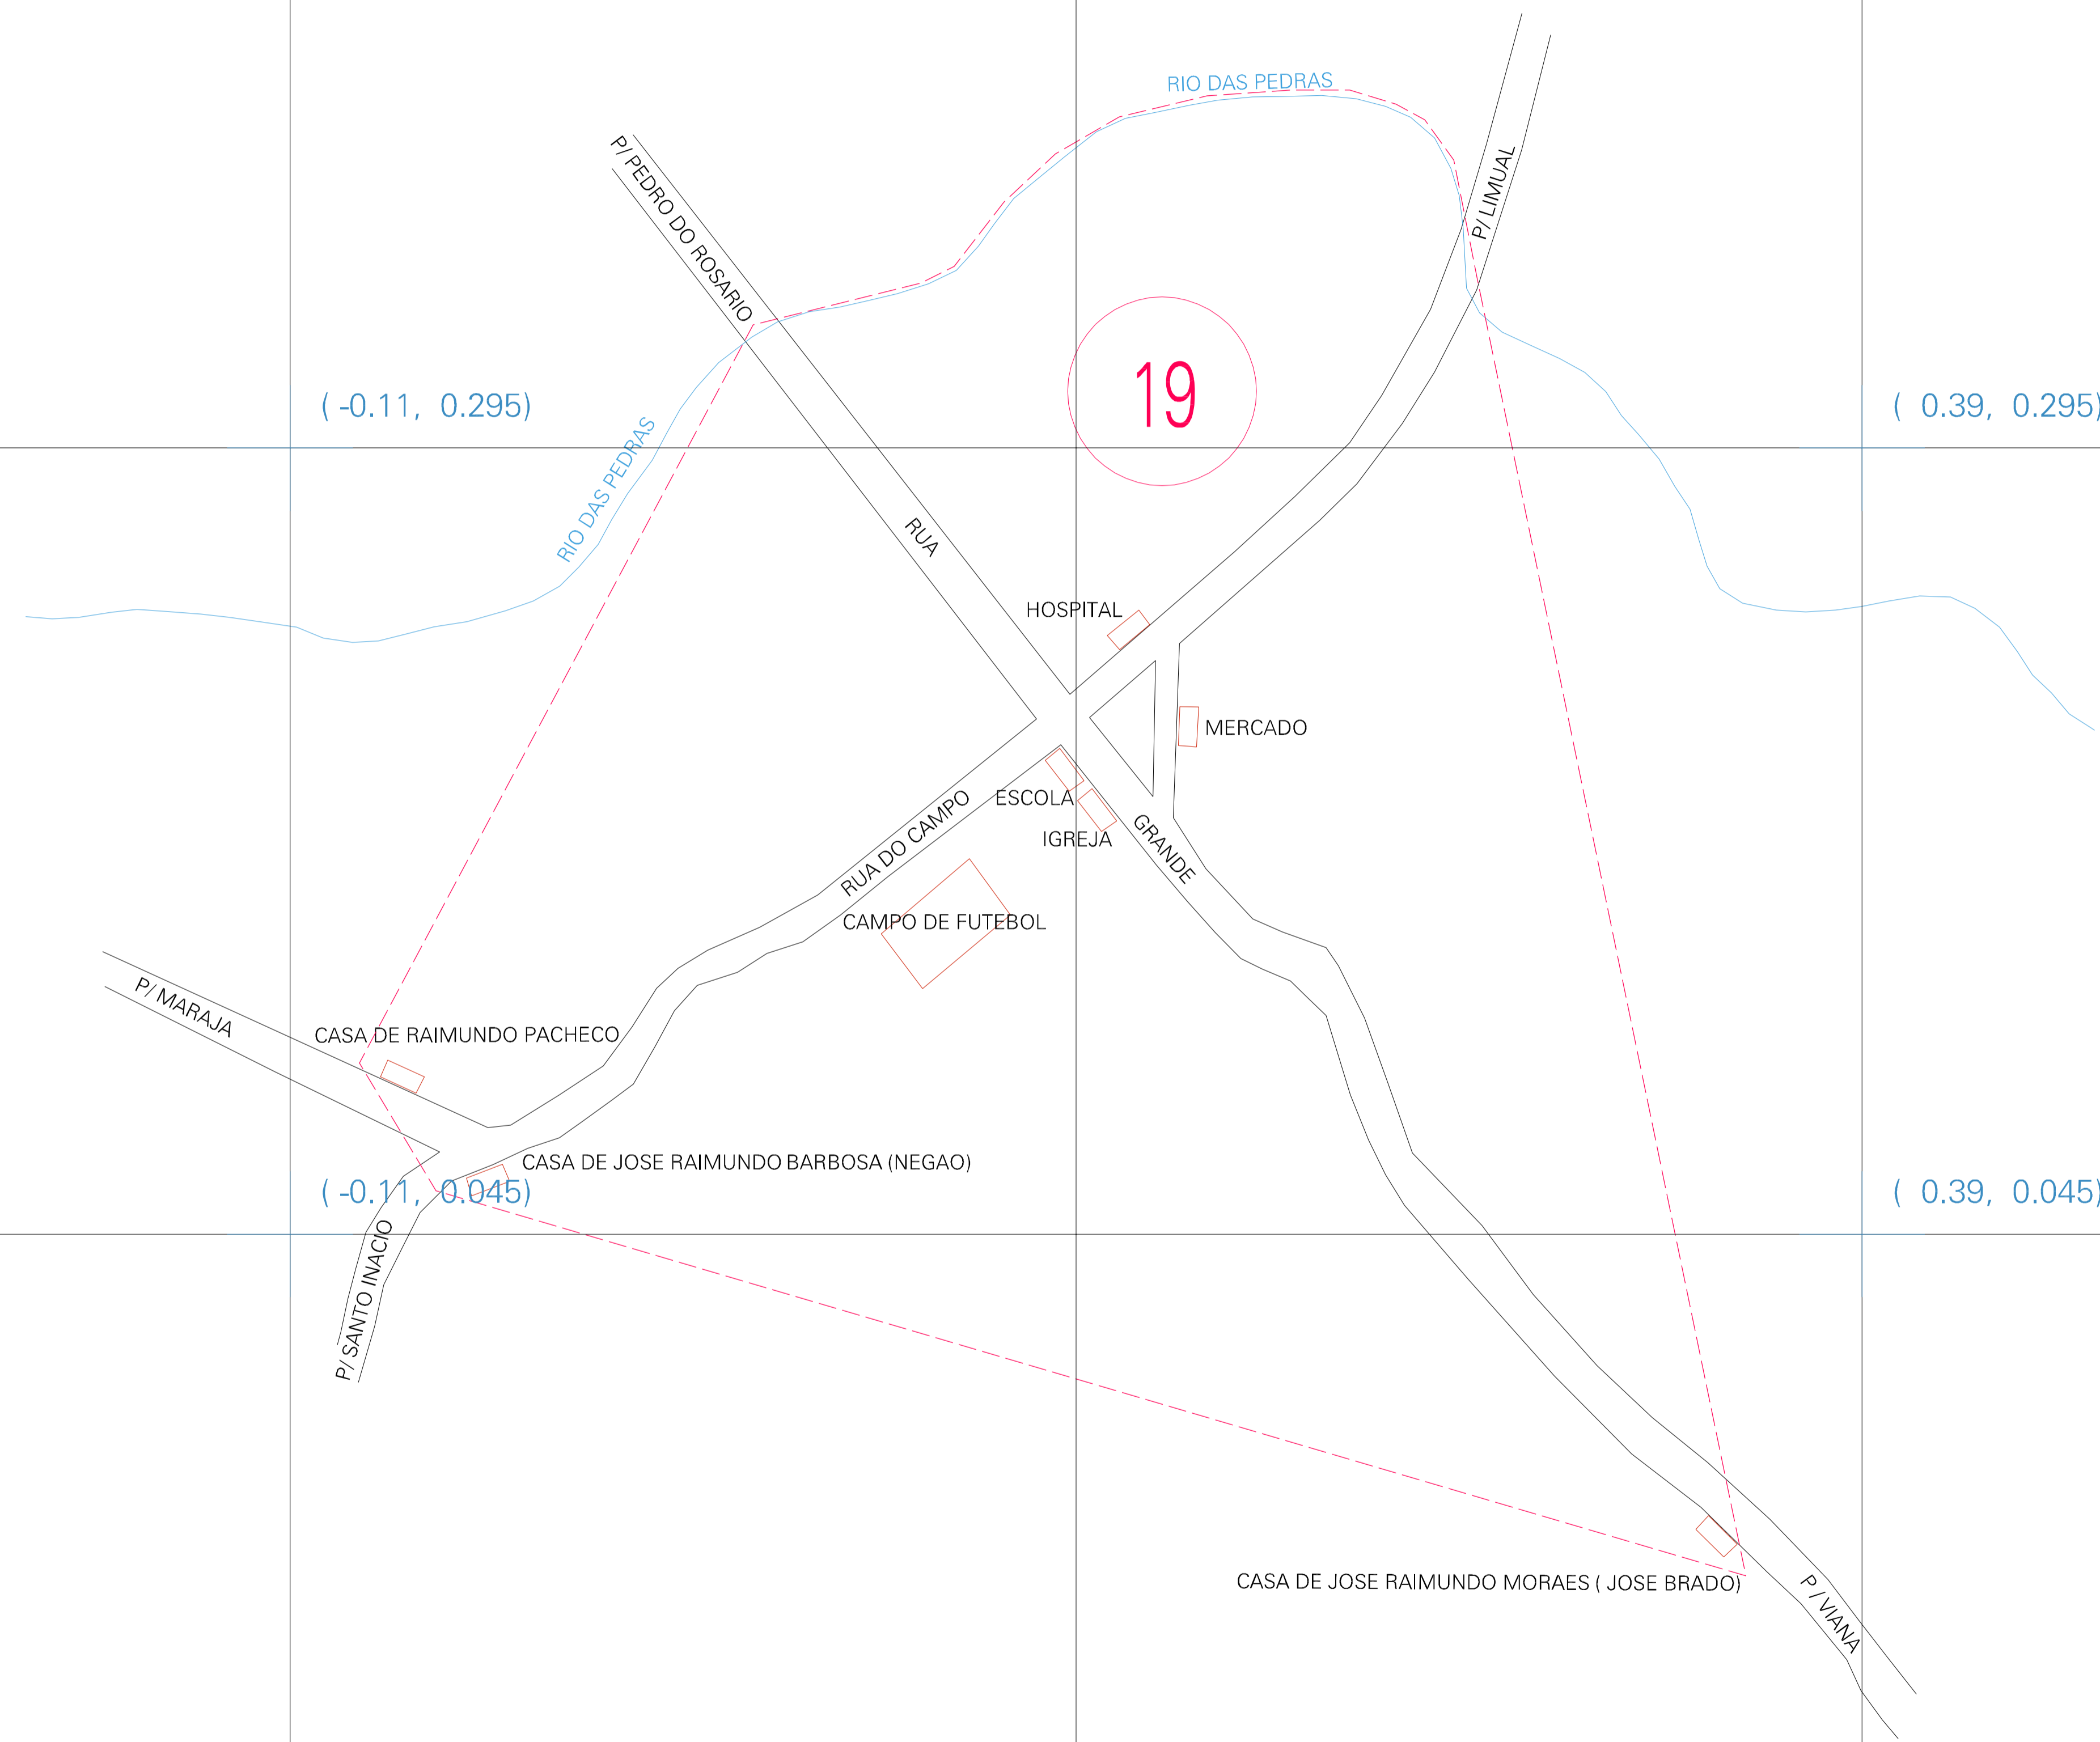 RIO DAS PEDRAS
P/ PEDRO DO ROSARIO
P/ LIMUAL
19
( -0.11, 0.295)
( 0.39, 0.295)
RIO DAS PEDRAS
RUA
HOSPITAL
MERCADO
ESCOLA
IGREJA
GRANDE
RUA DO CAMPO
CAMPO DE FUTEBOL
P/ MARAJA
CASA DE RAIMUNDO PACHECO
CASA DE JOSE RAIMUNDO BARBOSA (NEGAO)
( -0.11, 0.045)
( 0.39, 0.045)
P/ SANTO INACIO
CASA DE JOSE RAIMUNDO MORAES ( JOSE BRADO)
P / VIANA